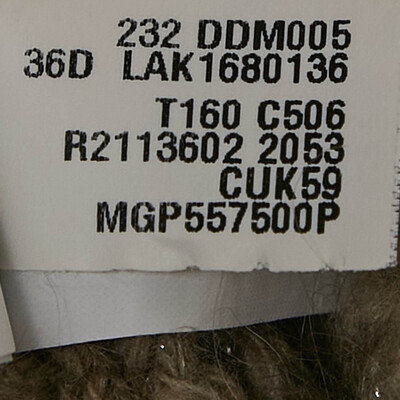 232 DDM005
36D LAK1680136
T160 C506
R2113602 2053
CUK59
MGP557500P